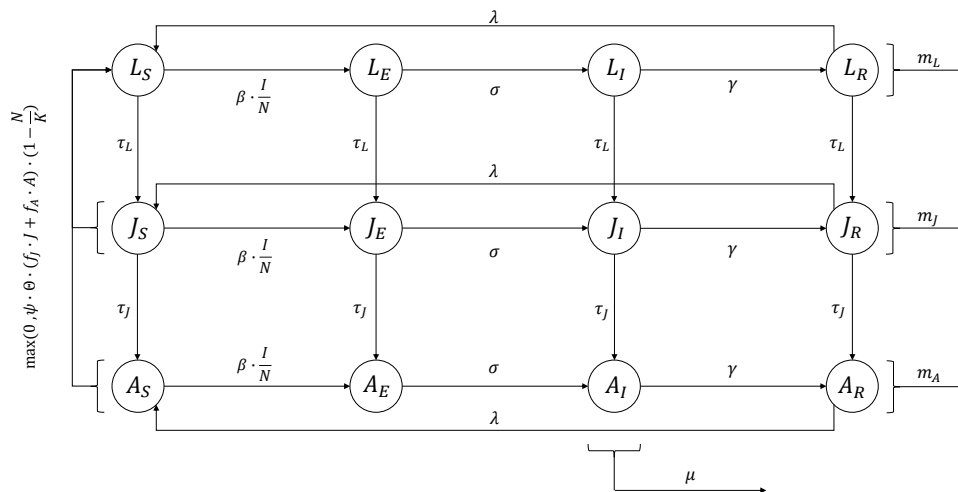 λ
L_S
L_E
L_I
L_R
m_L
β · I/N
σ
γ
max(0, ψ · Θ · (f_J · J + f_A · A) · (1 − N/K)
τ_L
τ_L
τ_L
τ_L
λ
J_S
J_E
J_I
J_R
m_J
β · I/N
σ
γ
τ_J
τ_J
τ_J
τ_J
β · I/N
σ
γ
A_S
A_E
A_I
A_R
m_A
λ
μ